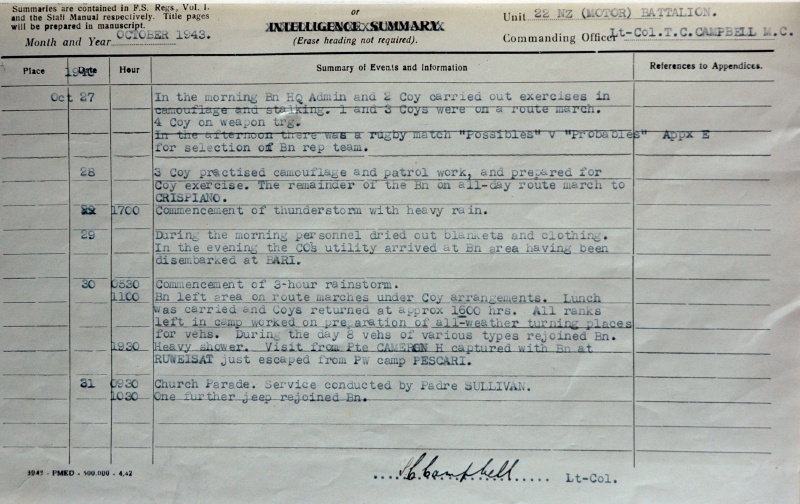 Summaries are contained in F.S. Regs., Vol. I.
and the Staff Manual respectively. Title pages
will be prepared in manuscript.
Month and Year OCTOBER 1943.
or
INTELLIGENCE SUMMARY
(Erase heading not required).
Unit 22 NZ (MOTOR) BATTALION.
Commanding Officer Lt-Col.T.C.CAMPBELL M.C.
Place Date Hour Summary of Events and Information References to Appendices.
Oct 27 In the morning Bn HQ Admin and 2 Coy carried out exercises in
camouflage and stalking. 1 and 3 Coys were on a route march.
4 Coy on weapon trg.
In the afternoon there was a rugby match "Possibles" v "Probables" Appx E
for selection of Bn rep team.
28 3 Coy practised camouflage and patrol work, and prepared for
Coy exercise. The remainder of the Bn on all-day route march to
CRISPIANO.
1700 Commencement of thunderstorm with heavy rain.
29 During the morning personnel dried out blankets and clothing.
In the evening the COs utility arrived at Bn area having been
disembarked at BARI.
30 0530 Commencement of 3-hour rainstorm.
1100 Bn left area on route marches under Coy arrangements. Lunch
was carried and Coys returned at approx 1600 hrs. All ranks
left in camp worked on preparation of all-weather turning places
for vehs. During the day 8 vehs of various types rejoined Bn.
1930 Heavy shower. Visit from Pte CAMERON H captured with Bn at
RUWEISAT just escaped from PW camp PESCARI.
31 0930 Church Parade. Service conducted by Padre SULLIVAN.
1030 One further jeep rejoined Bn.
3947 - PMED - 500,000 - 4/42
Campbell Lt-Col.